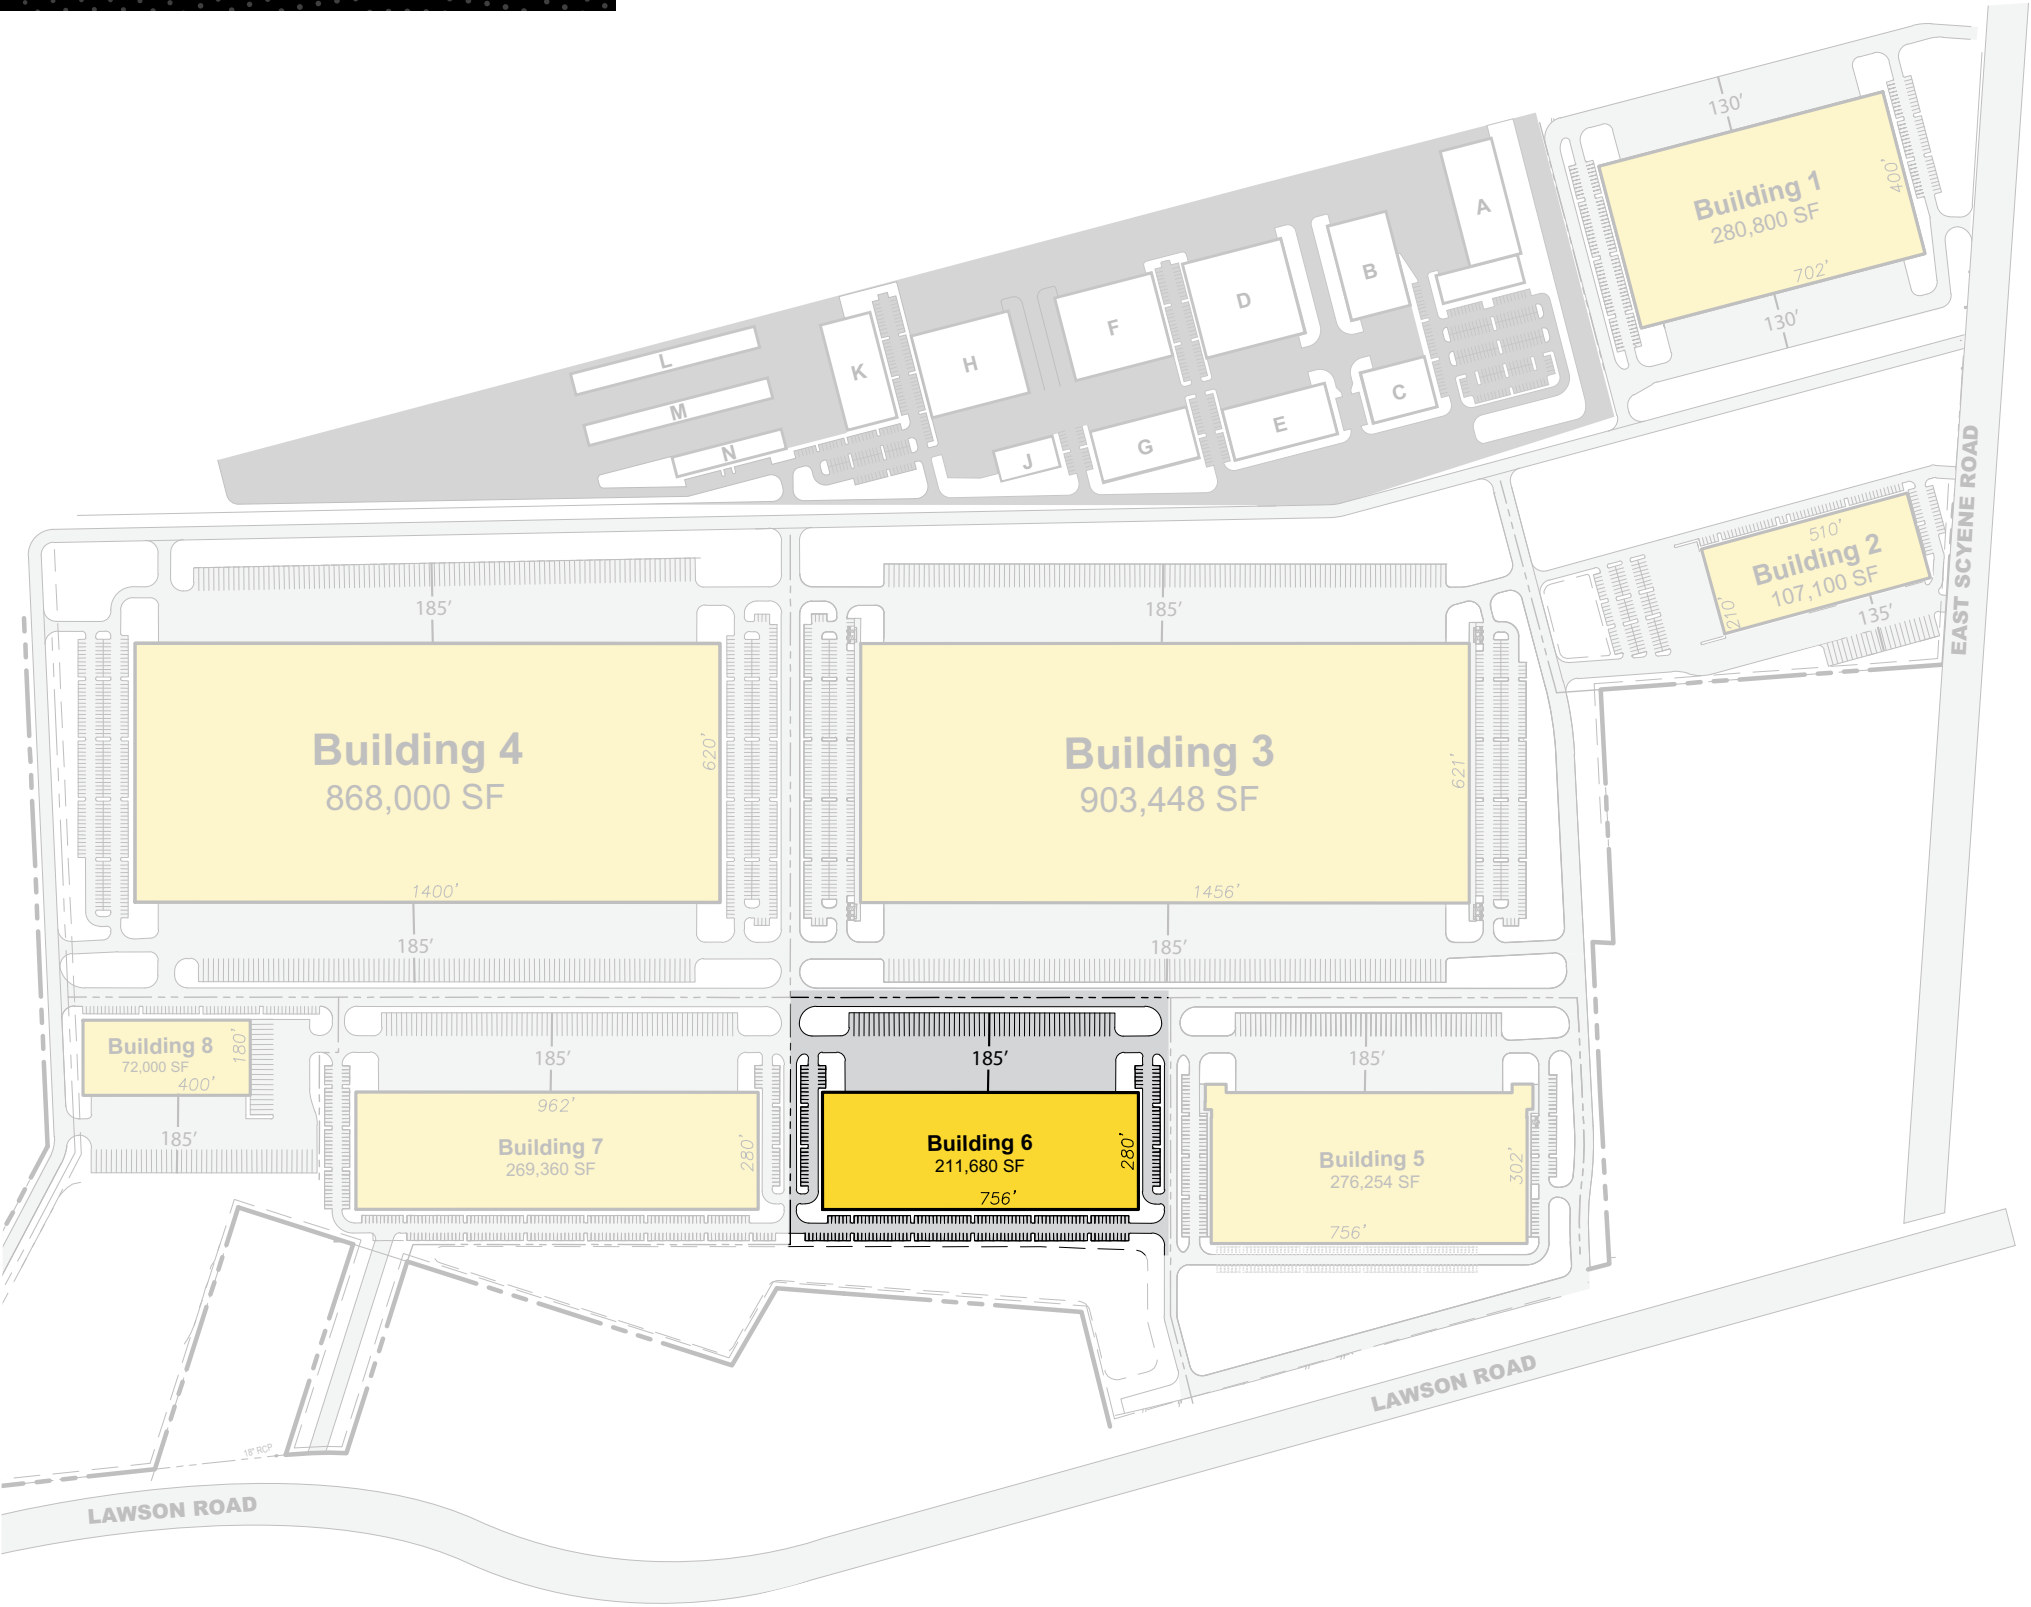 130'
Building 1
280,800 SF
400'
702'
130'
A
B
D
F
H
K
L
M
N
J
G
E
C
EAST SCYENE ROAD
510'
Building 2
107,100 SF
210'
135'
185'
Building 4
868,000 SF
620'
1400'
185'
185'
Building 3
903,448 SF
621'
1456'
185'
Building 8
72,000 SF
180'
400'
185'
185'
962'
Building 7
269,360 SF
280'
185'
Building 6
211,680 SF
280'
756'
185'
Building 5
276,254 SF
302'
756'
LAWSON ROAD
18" RCP
LAWSON ROAD